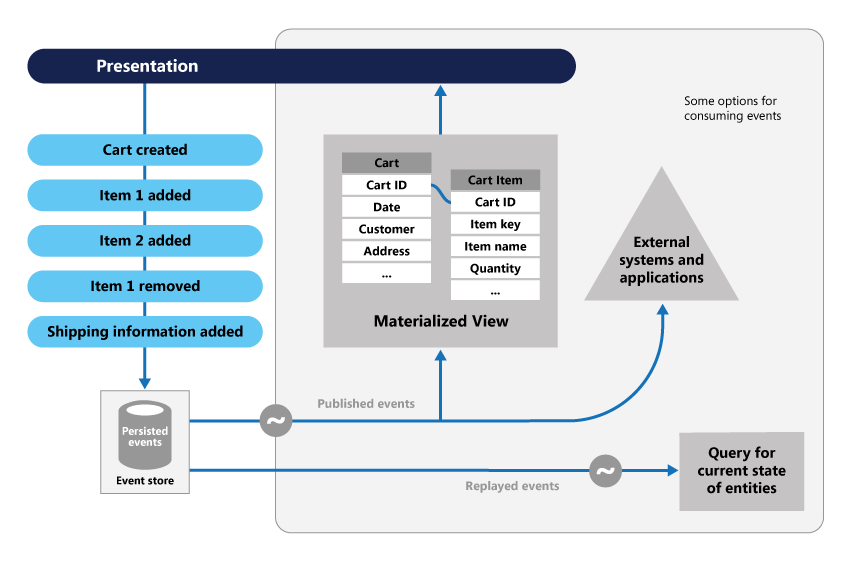 Presentation
Some options for
consuming events
Cart created
Item 1 added
Item 2 added
Item 1 removed
Shipping information added
Cart
Cart ID
Date
Customer
Address
...
Cart Item
Cart ID
Item key
Item name
Quantity
...
Materialized View
External
systems and
applications
Persisted
events
Event store
~
Published events
~
Replayed events
Query for
current state
of entities